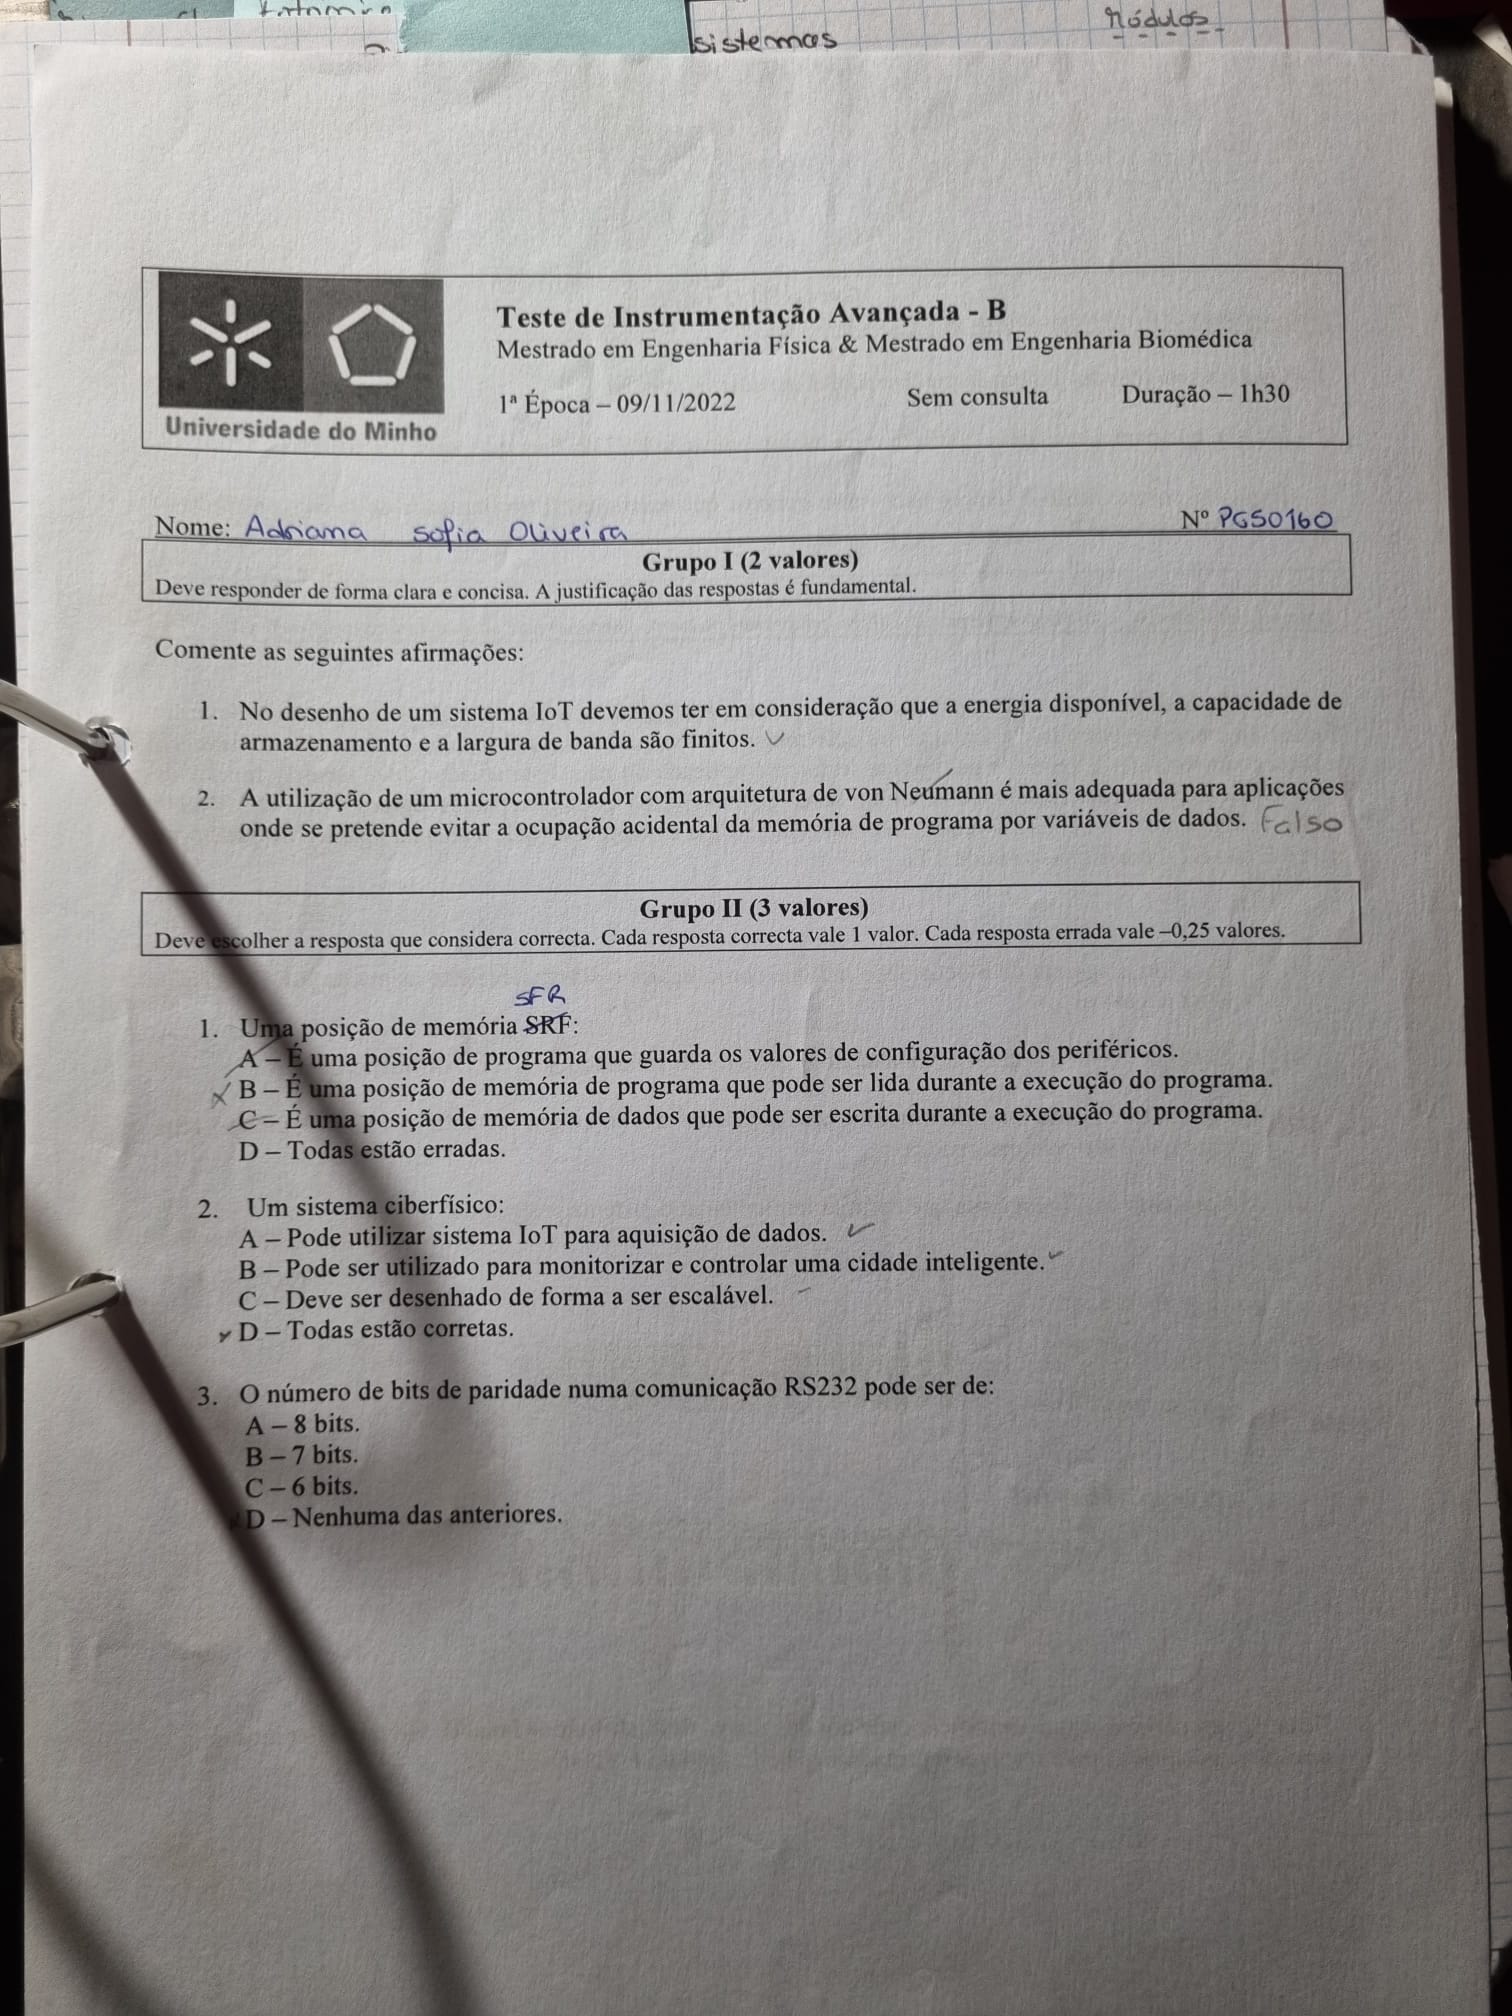 sistemas
Módulos
Teste de Instrumentação Avançada - B
Mestrado em Engenharia Física & Mestrado em Engenharia Biomédica
1ª Época – 09/11/2022 Sem consulta Duração – 1h30
Universidade do Minho
Nome: Adriana Sofia Oliveira Nº PG50160
Grupo I (2 valores)
Deve responder de forma clara e concisa. A justificação das respostas é fundamental.
Comente as seguintes afirmações:
1. No desenho de um sistema IoT devemos ter em consideração que a energia disponível, a capacidade de
armazenamento e a largura de banda são finitos. V
2. A utilização de um microcontrolador com arquitetura de von Neumann é mais adequada para aplicações
onde se pretende evitar a ocupação acidental da memória de programa por variáveis de dados. Falso
Grupo II (3 valores)
Deve escolher a resposta que considera correcta. Cada resposta correcta vale 1 valor. Cada resposta errada vale –0,25 valores.
SFR
1. Uma posição de memória SRF:
A – É uma posição de programa que guarda os valores de configuração dos periféricos.
B – É uma posição de memória de programa que pode ser lida durante a execução do programa.
C – É uma posição de memória de dados que pode ser escrita durante a execução do programa.
D – Todas estão erradas.
2. Um sistema ciberfísico:
A – Pode utilizar sistema IoT para aquisição de dados.
B – Pode ser utilizado para monitorizar e controlar uma cidade inteligente.
C – Deve ser desenhado de forma a ser escalável.
D – Todas estão corretas.
3. O número de bits de paridade numa comunicação RS232 pode ser de:
A – 8 bits.
B – 7 bits.
C – 6 bits.
D – Nenhuma das anteriores.